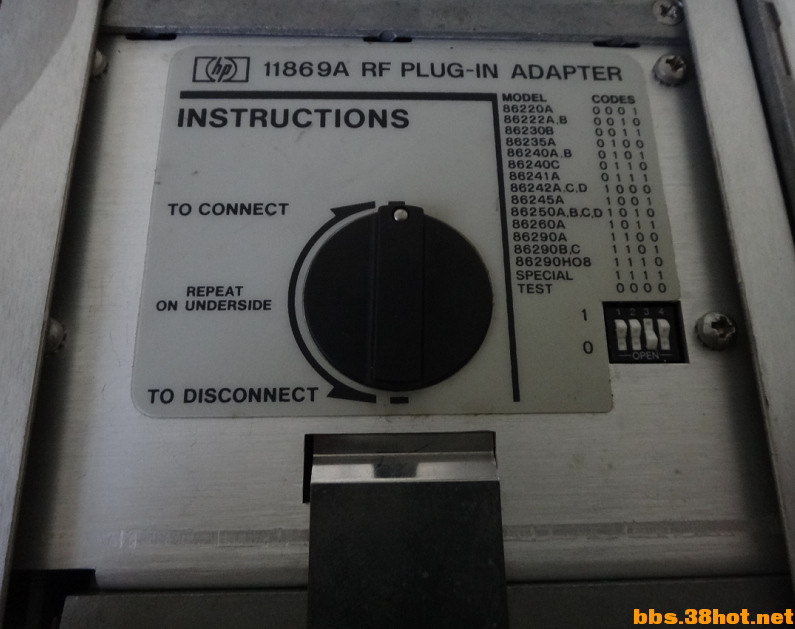 hp 11869A RF PLUG-IN ADAPTER
INSTRUCTIONS
TO CONNECT
REPEAT
ON UNDERSIDE
TO DISCONNECT
MODEL CODES
86220A 0 0 0 1
86222A,B 0 0 1 0
86230B 0 0 1 1
86235A 0 1 0 0
86240A,B 0 1 0 1
86240C 0 1 1 0
86241A 0 1 1 1
86242A,C,D 1 0 0 0
86245A 1 0 0 1
86250A,B,C,D 1 0 1 0
86260A 1 0 1 1
86290A 1 1 0 0
86290B,C 1 1 0 1
86290HO8 1 1 1 0
SPECIAL 1 1 1 1
TEST 0 0 0 0
1
0
1 2 3 4
OPEN
bbs.38hot.net